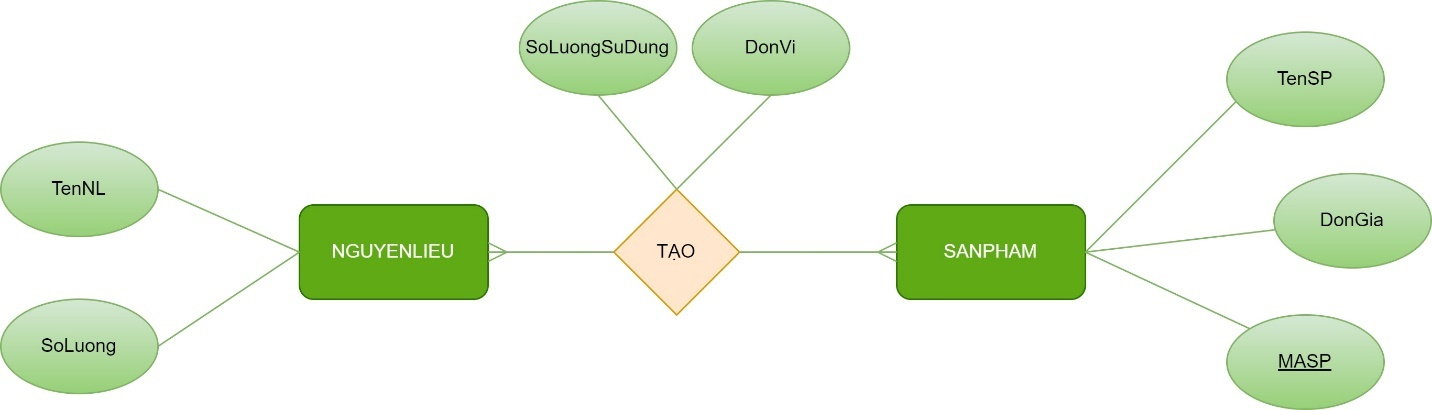 SoLuongSuDung
DonVi
TenSP
TenNL
DonGia
NGUYENLIEU
TẠO
SANPHAM
SoLuong
MASP